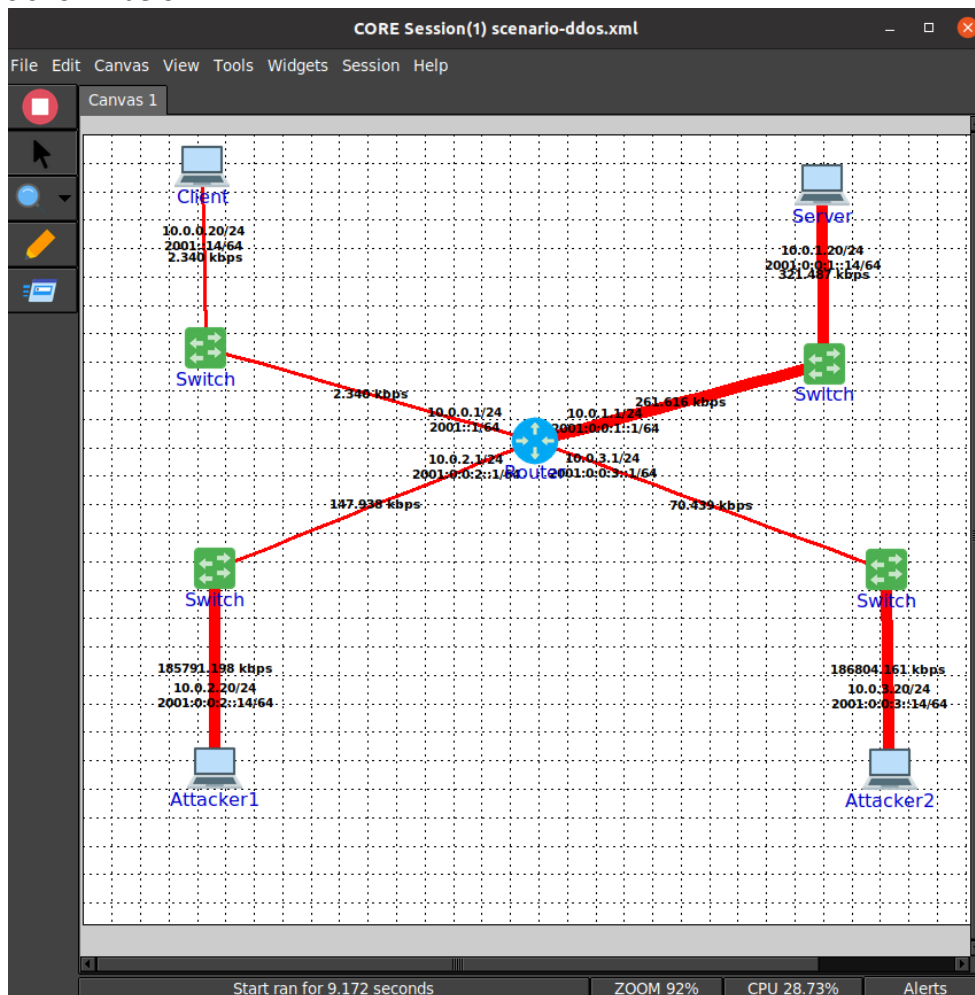 CORE Session(1) scenario-ddos.xml
File Edit Canvas View Tools Widgets Session Help
Canvas 1
Client
10.0.0.20/24
2001::14/64
2.340 kbps
Server
10.0.1.20/24
2001:0:0:1::14/64
321.487 kbps
Switch
Switch
2.340 kbps
261.616 kbps
10.0.0.1/24
2001::1/64
10.0.1.1/24
2001:0:0:1::1/64
10.0.2.1/24
2001:0:0:2::1/64
Router
10.0.3.1/24
2001:0:0:3::1/64
147.938 kbps
70.439 kbps
Switch
Switch
185791.198 kbps
10.0.2.20/24
2001:0:0:2::14/64
186804.161 kbps
10.0.3.20/24
2001:0:0:3::14/64
Attacker1
Attacker2
Start ran for 9.172 seconds
ZOOM 92%
CPU 28.73%
Alerts